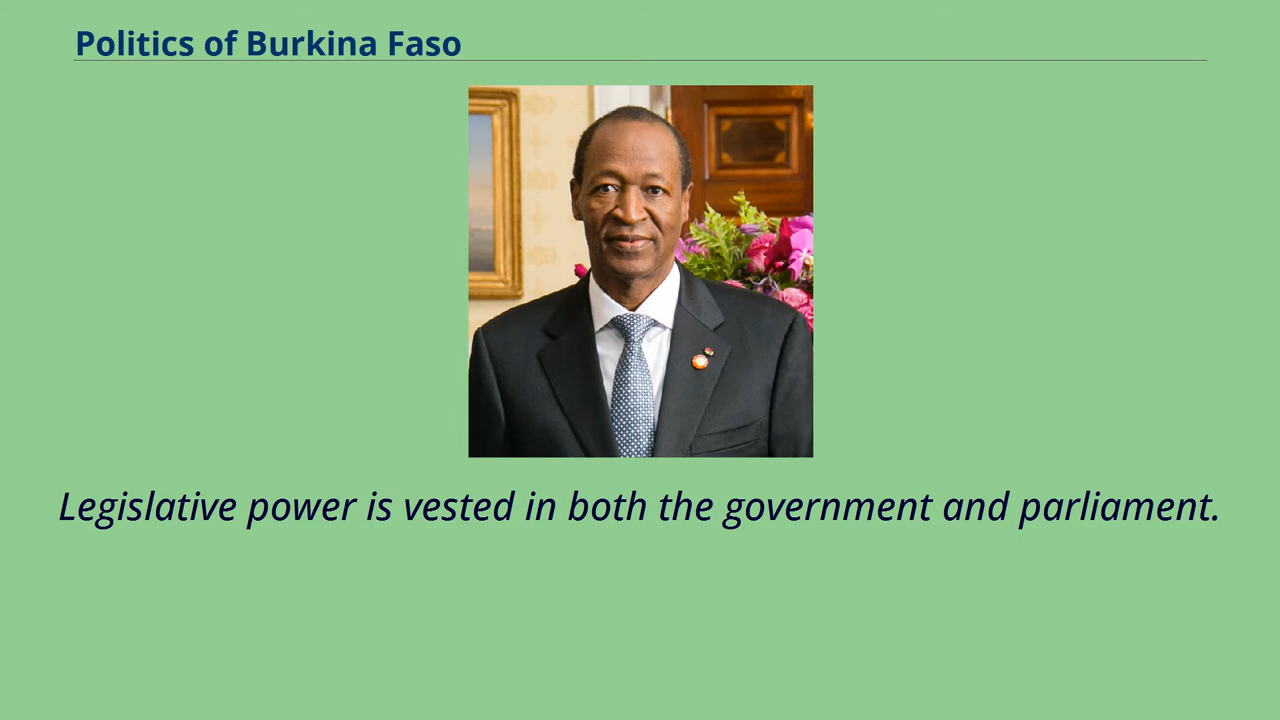 Politics of Burkina Faso
Legislative power is vested in both the government and parliament.